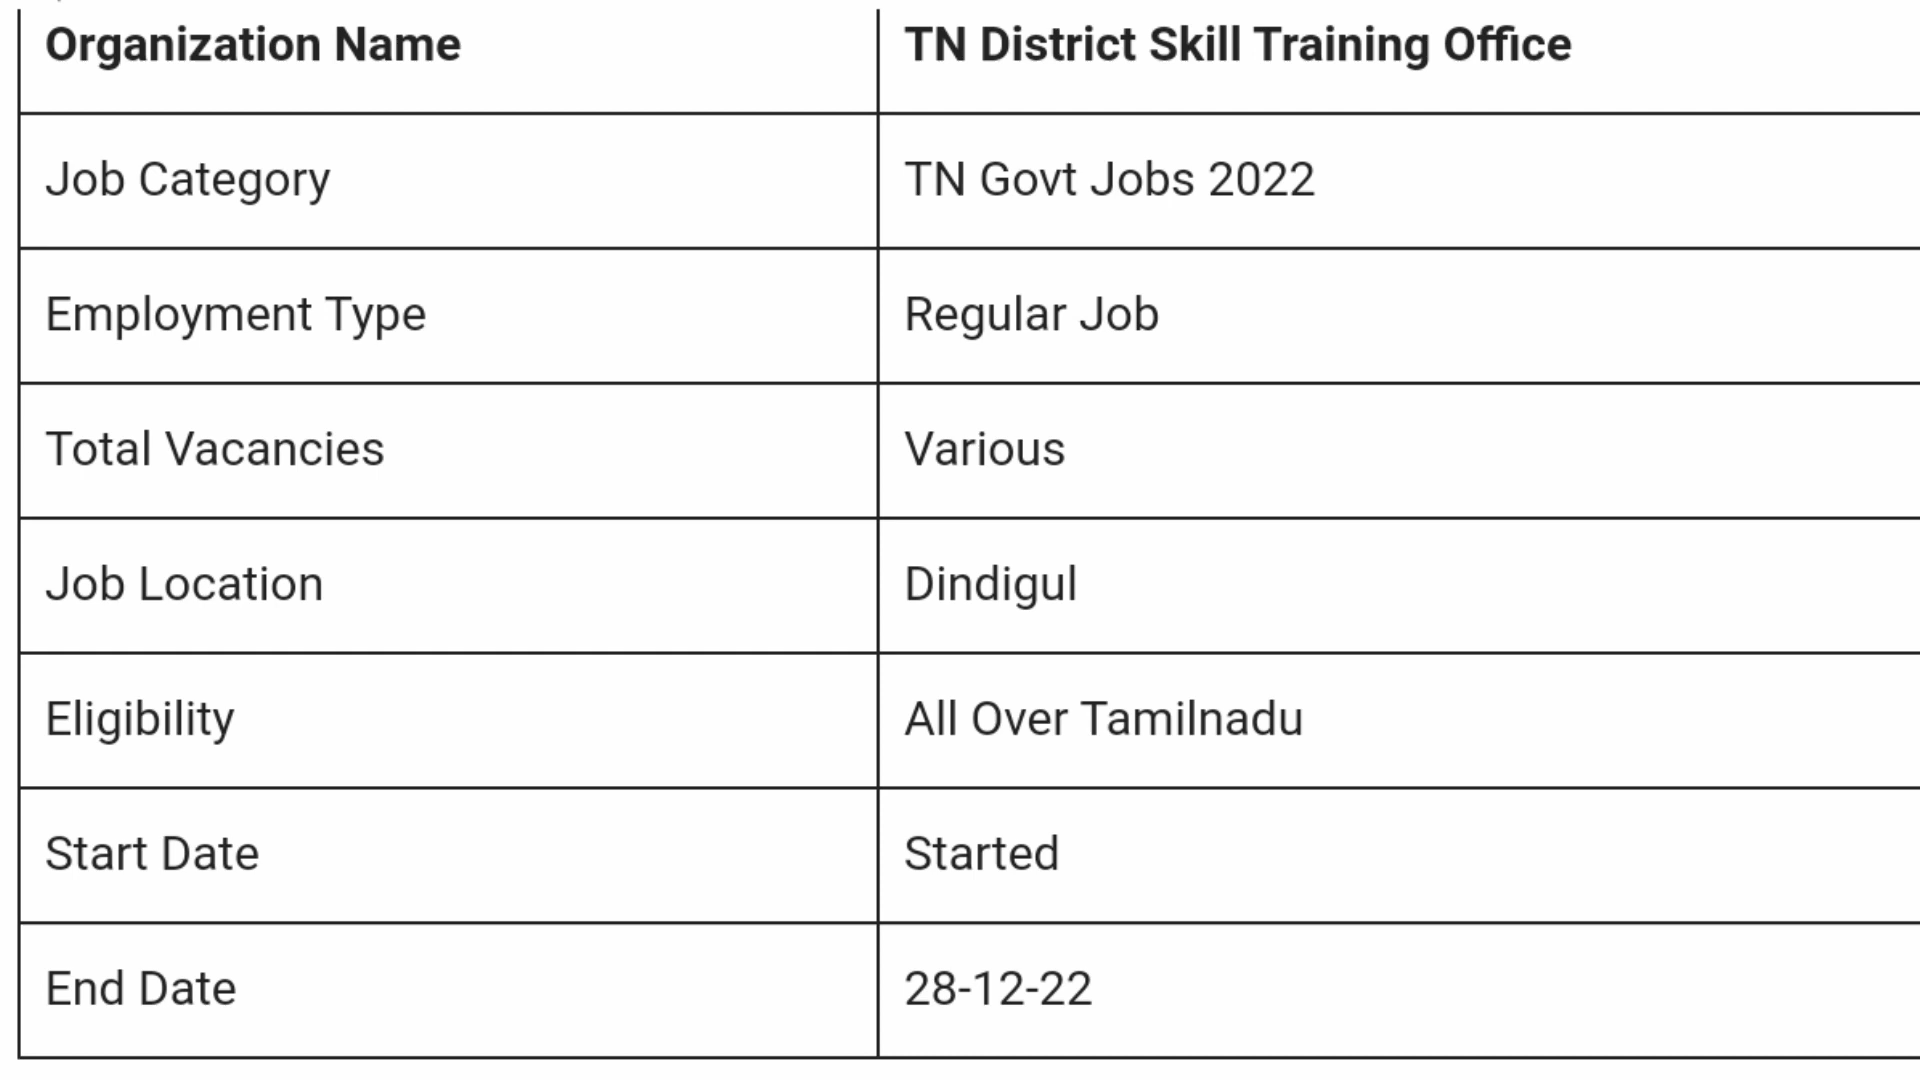 Organization Name
TN District Skill Training Office
Job Category
TN Govt Jobs 2022
Employment Type
Regular Job
Total Vacancies
Various
Job Location
Dindigul
Eligibility
All Over Tamilnadu
Start Date
Started
End Date
28-12-22